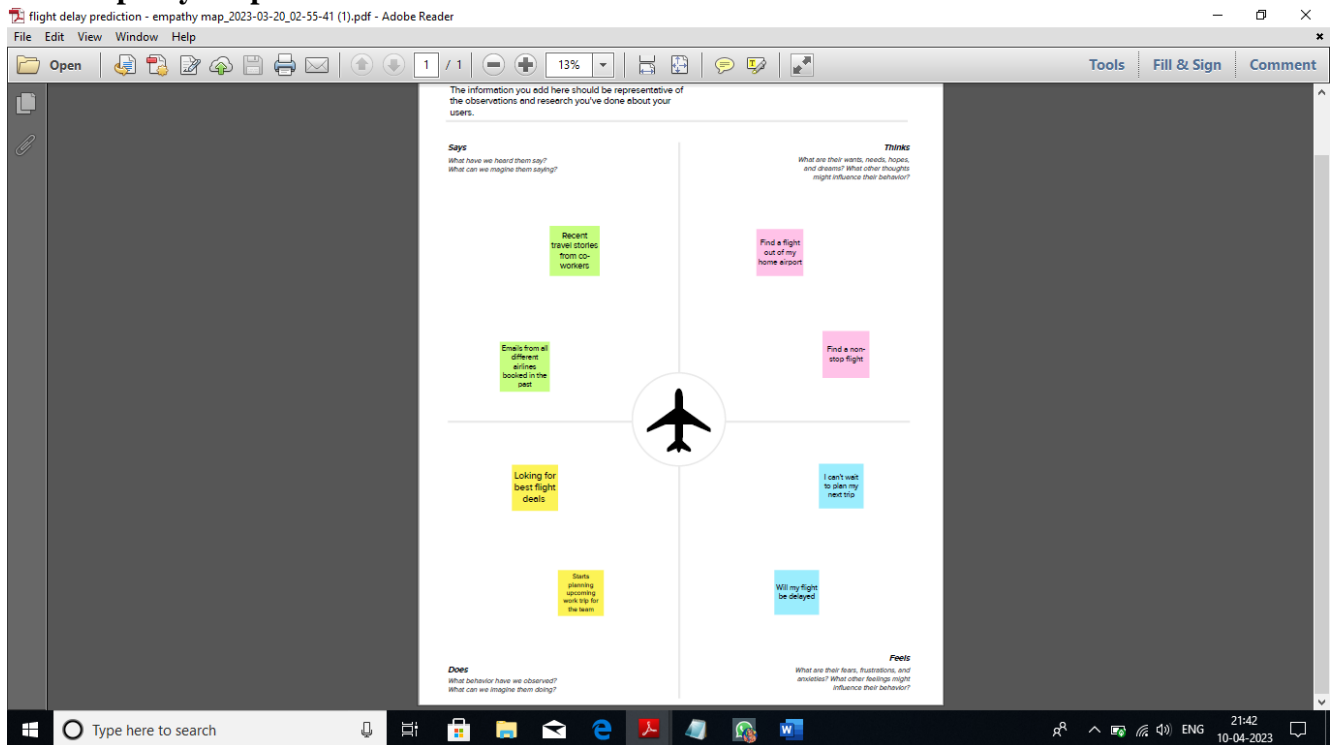 flight delay prediction - empathy map_2023-03-20_02-55-41 (1).pdf - Adobe Reader
File Edit View Window Help
Open
1 / 1
13%
Tools
Fill & Sign
Comment
The information you add here should be representative of
the observations and research you've done about your
users.
Says
What have we heard them say?
What can we magine them saying?
Thinks
What are their wants, needs, hopes,
and dreams? What other thoughts
might influence their behavior?
Recent
travel stories
from co-
workers
Find a flight
out of my
home airport
Emails from all
different
airlines
booked in the
past
Find a non-
stop flight
Loking for
best flight
deals
I can't wait
to plan my
next trip
Starts
planning
upcoming
work trip for
the team
Will my flight
be delayed
Does
What behavior have we observed?
What can we imagine them doing?
Feels
What are their fears, frustrations, and
anxieties? What other feelings might
influence their behavior?
Type here to search
ENG
21:42
10-04-2023